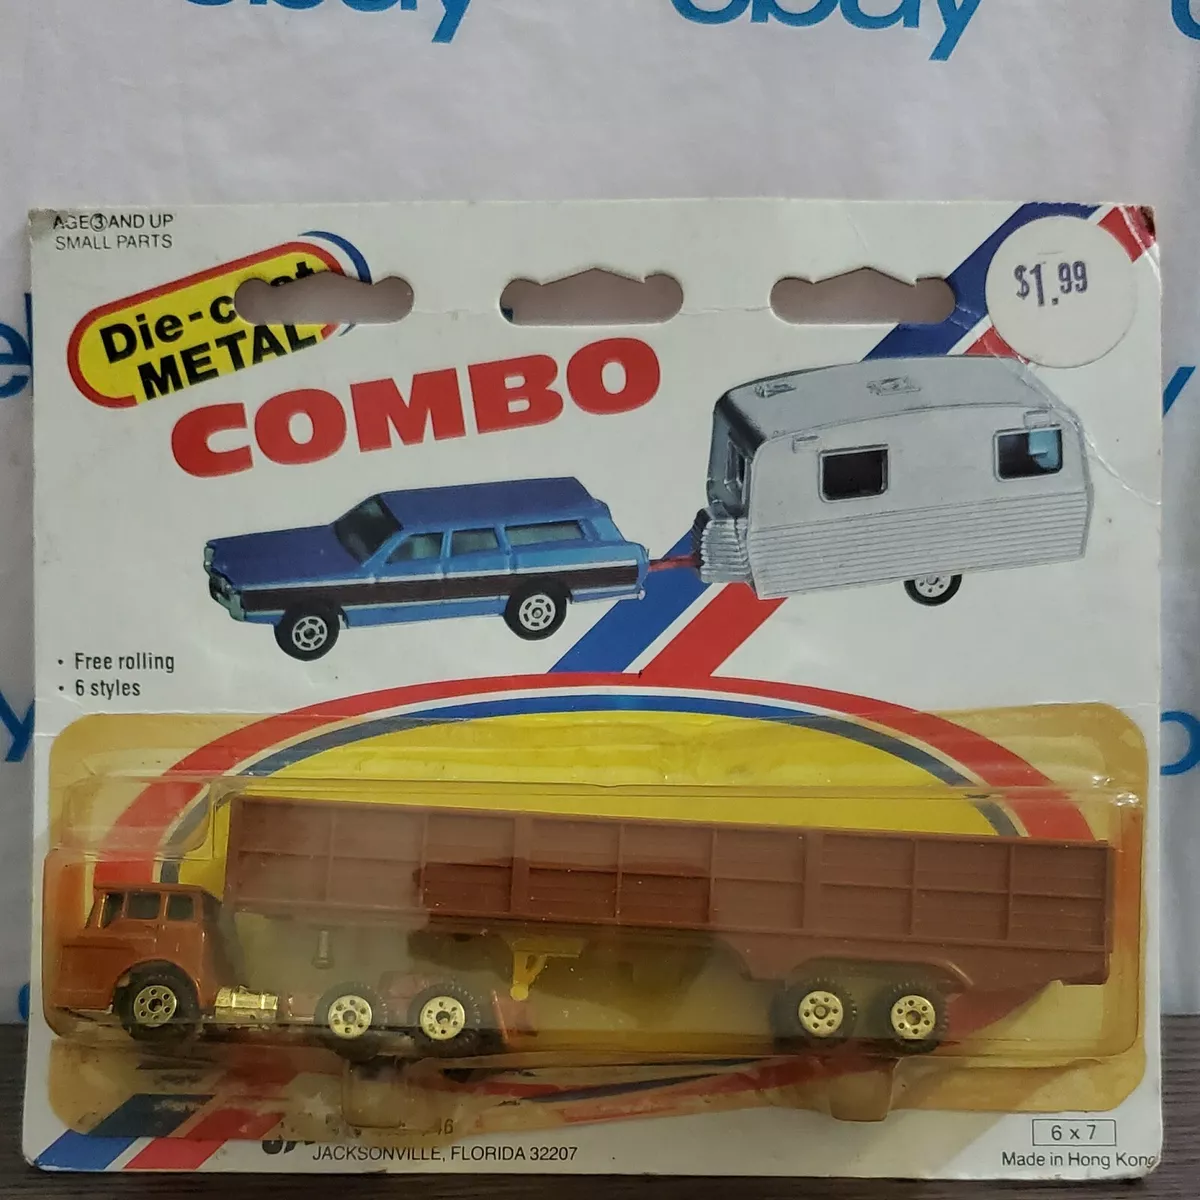 ebay
AGE 3 AND UP
SMALL PARTS
$1.99
Die-cast
METAL
COMBO
• Free rolling
• 6 styles
JACKSONVILLE, FLORIDA 32207
6 x 7
Made in Hong Kong